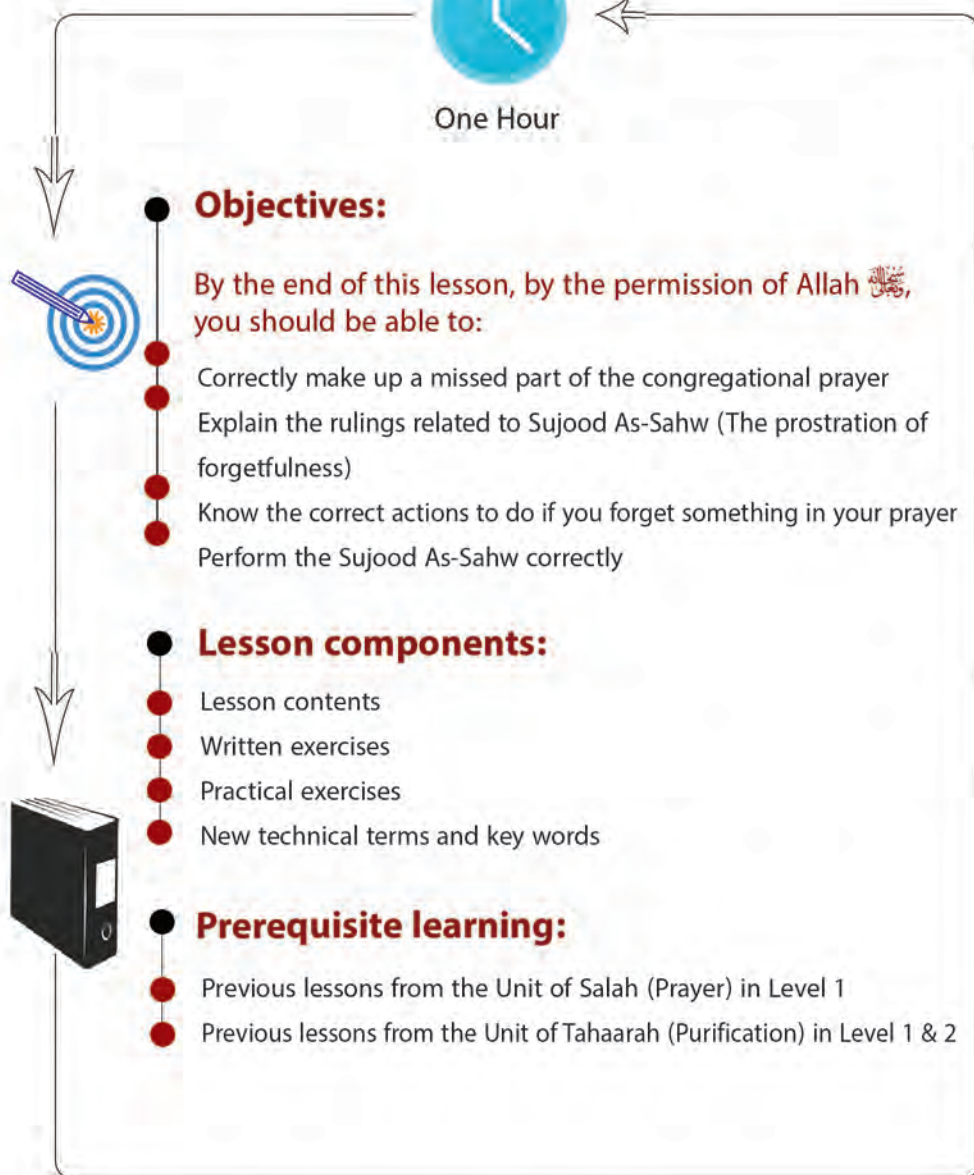 One Hour
Objectives:
By the end of this lesson, by the permission of Allah,
you should be able to:
Correctly make up a missed part of the congregational prayer
Explain the rulings related to Sujood As-Sahw (The prostration of
forgetfulness)
Know the correct actions to do if you forget something in your prayer
Perform the Sujood As-Sahw correctly
Lesson components:
Lesson contents
Written exercises
Practical exercises
New technical terms and key words
Prerequisite learning:
Previous lessons from the Unit of Salah (Prayer) in Level 1
Previous lessons from the Unit of Tahaarah (Purification) in Level 1 & 2